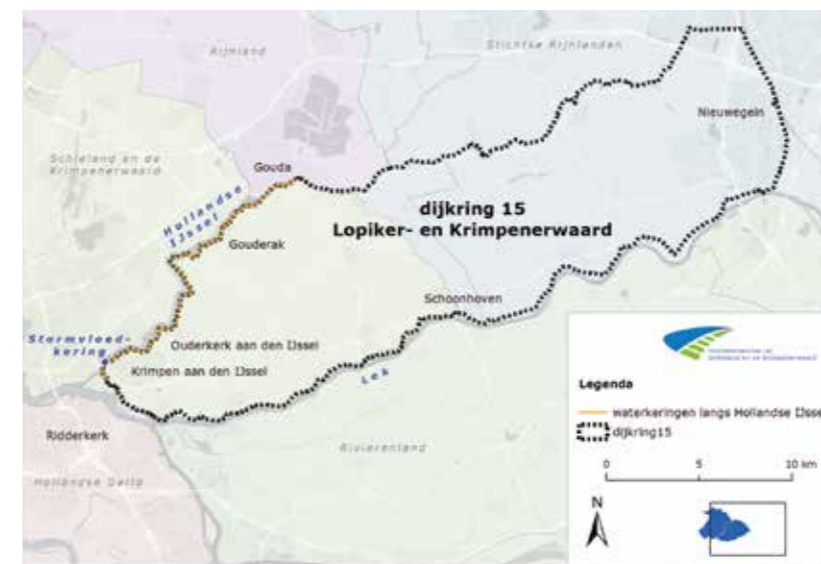 Rijnland
Stichtse Rijnlanden
Nieuwegein
Schieland en de
Krimpenerwaard
Gouda
Hollandse
IJssel
dijkring 15
Lopiker- en Krimpenerwaard
Gouderak
Schoonhoven
Stormvloed-
kering
Ouderkerk aan den IJssel
Krimpen aan den IJssel
Lek
Ridderkerk
Rivierenland
Hollandse Delta
Legenda
waterkeringen langs Hollandse IJsse
dijkring15
0 5 10 km
N